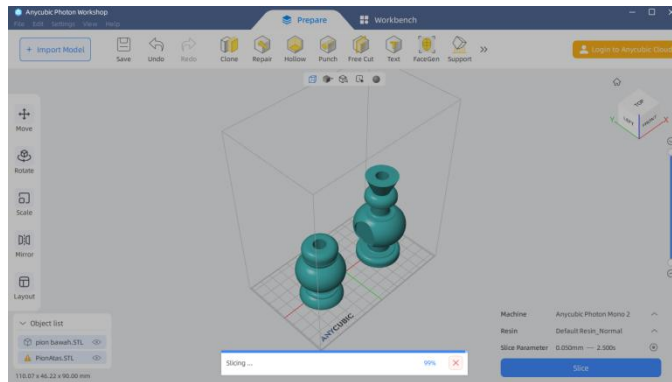 Anycubic Photon Workshop
File Edit Settings View Help
Prepare
Workbench
+ Import Model
Save
Undo
Redo
Clone
Repair
Hollow
Punch
Free Cut
Text
FaceGen
Support
Login to Anycubic Cloud
Move
Rotate
Scale
Mirror
Layout
TOP
LEFT
FRONT
Y
X
ANYCUBIC
Object list
pion bawah.STL
PionAtas.STL
118.07 x 46.22 x 90.00 mm
Machine Anycubic Photon Mono 2
Resin Default Resin_Normal
Slice Parameter 0.050mm — 2.500s
Slice
Slicing ... 99%